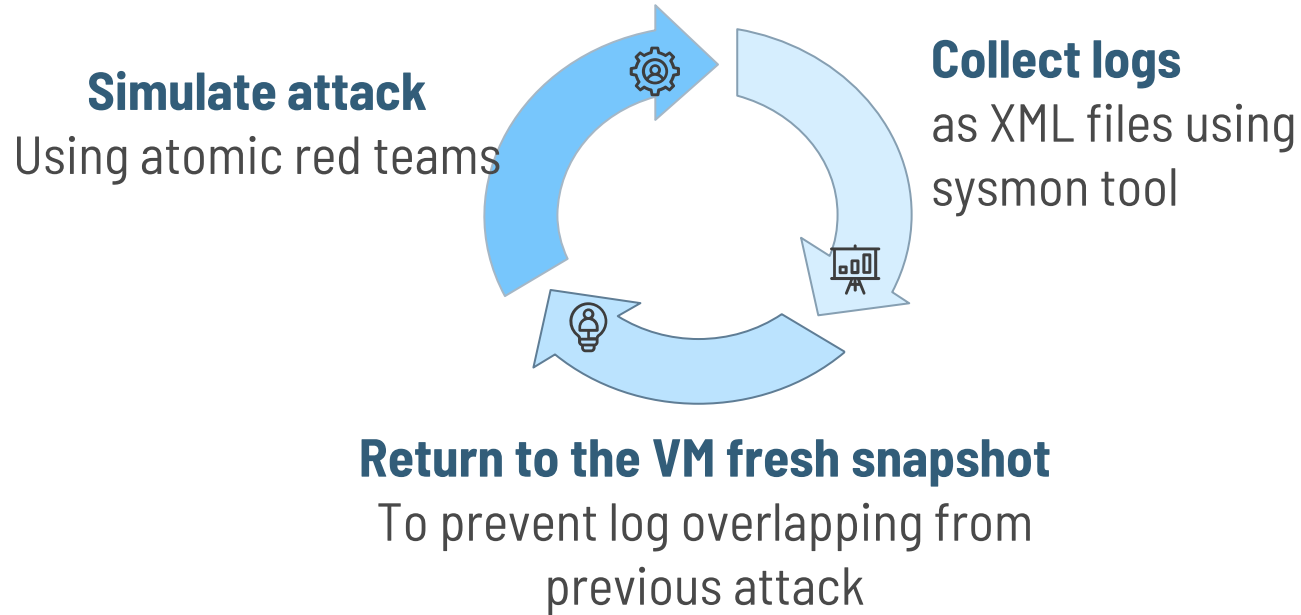 Simulate attack
Using atomic red teams
Collect logs
as XML files using
sysmon tool
Return to the VM fresh snapshot
To prevent log overlapping from
previous attack